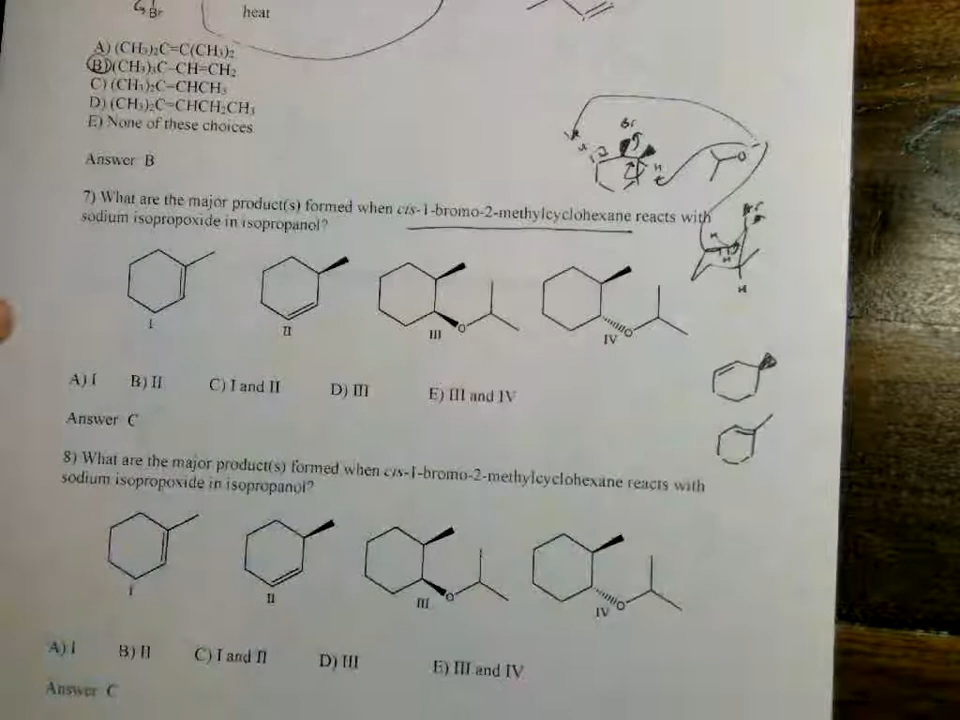 Br
heat
A) (CH₃)₂C=C(CH₃)₂
B) (CH₃)₃C-CH=CH₂
C) (CH₃)₂C=CHCH₃
D) (CH₃)₂C=CHCH₂CH₃
E) None of these choices
Answer B
Br
H
H
O
7) What are the major product(s) formed when cis-1-bromo-2-methylcyclohexane reacts with
sodium isopropoxide in isopropanol?
Br
H
H
H
O
I
II
III
IV
O
A) I B) II C) I and II D) III E) III and IV
Answer C
8) What are the major product(s) formed when cis-1-bromo-2-methylcyclohexane reacts with
sodium isopropoxide in isopropanol?
I
II
III
O
IV
O
A) I B) II C) I and II D) III E) III and IV
Answer C